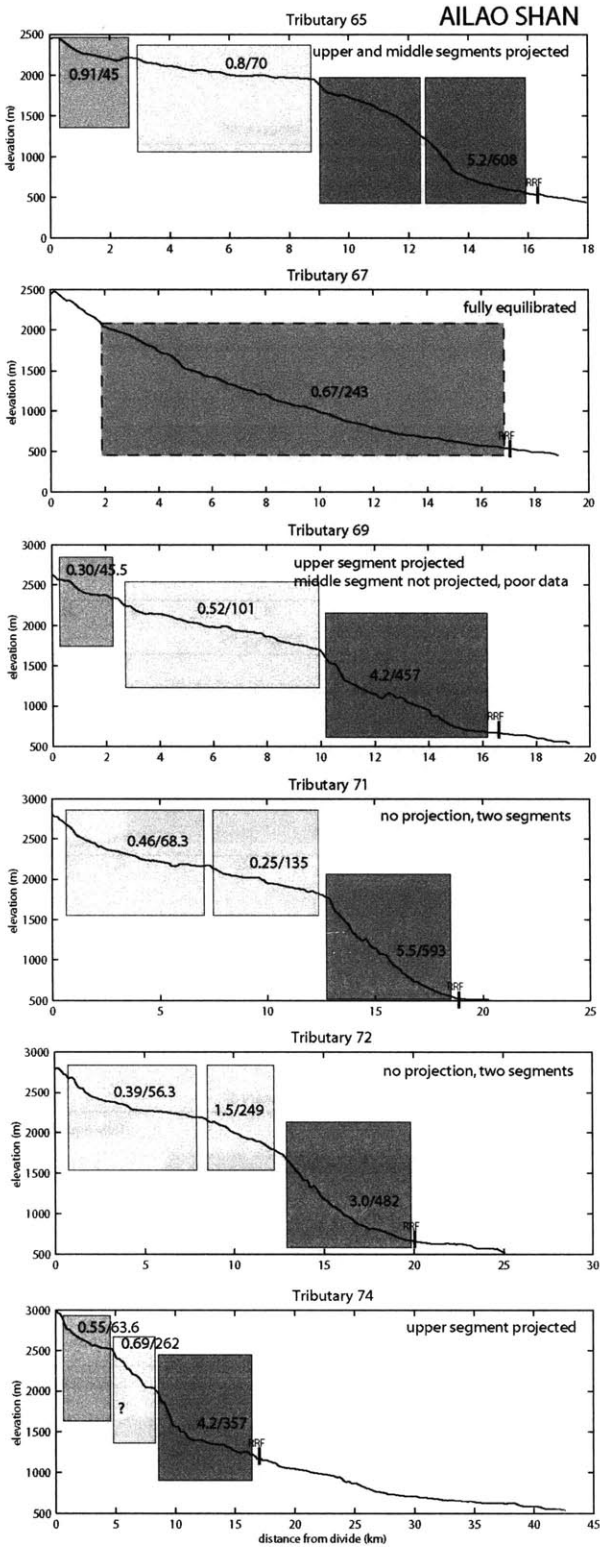 AILAO SHAN
Tributary 65
upper and middle segments projected
0.91/45
0.8/70
5.2/608
RRF
elevation (m)
2500
2000
1500
1000
500
0
0 2 4 6 8 10 12 14 16 18
Tributary 67
fully equilibrated
0.67/243
RRF
elevation (m)
2500
2000
1500
1000
500
0
0 2 4 6 8 10 12 14 16 18 20
Tributary 69
upper segment projected
middle segment not projected, poor data
0.30/45.5
0.52/101
4.2/457
RRF
elevation (m)
3000
2500
2000
1500
1000
500
0 2 4 6 8 10 12 14 16 18 20
Tributary 71
no projection, two segments
0.46/68.3
0.25/135
5.5/593
RRF
elevation (m)
3000
2500
2000
1500
1000
500
0 5 10 15 20 25
Tributary 72
no projection, two segments
0.39/56.3
1.5/249
3.0/482
RRF
elevation (m)
3000
2500
2000
1500
1000
500
0 5 10 15 20 25 30
Tributary 74
upper segment projected
0.55/63.6
0.69/262
?
4.2/357
RRF
elevation (m)
3000
2500
2000
1500
1000
500
0 5 10 15 20 25 30 35 40 45
distance from divide (km)